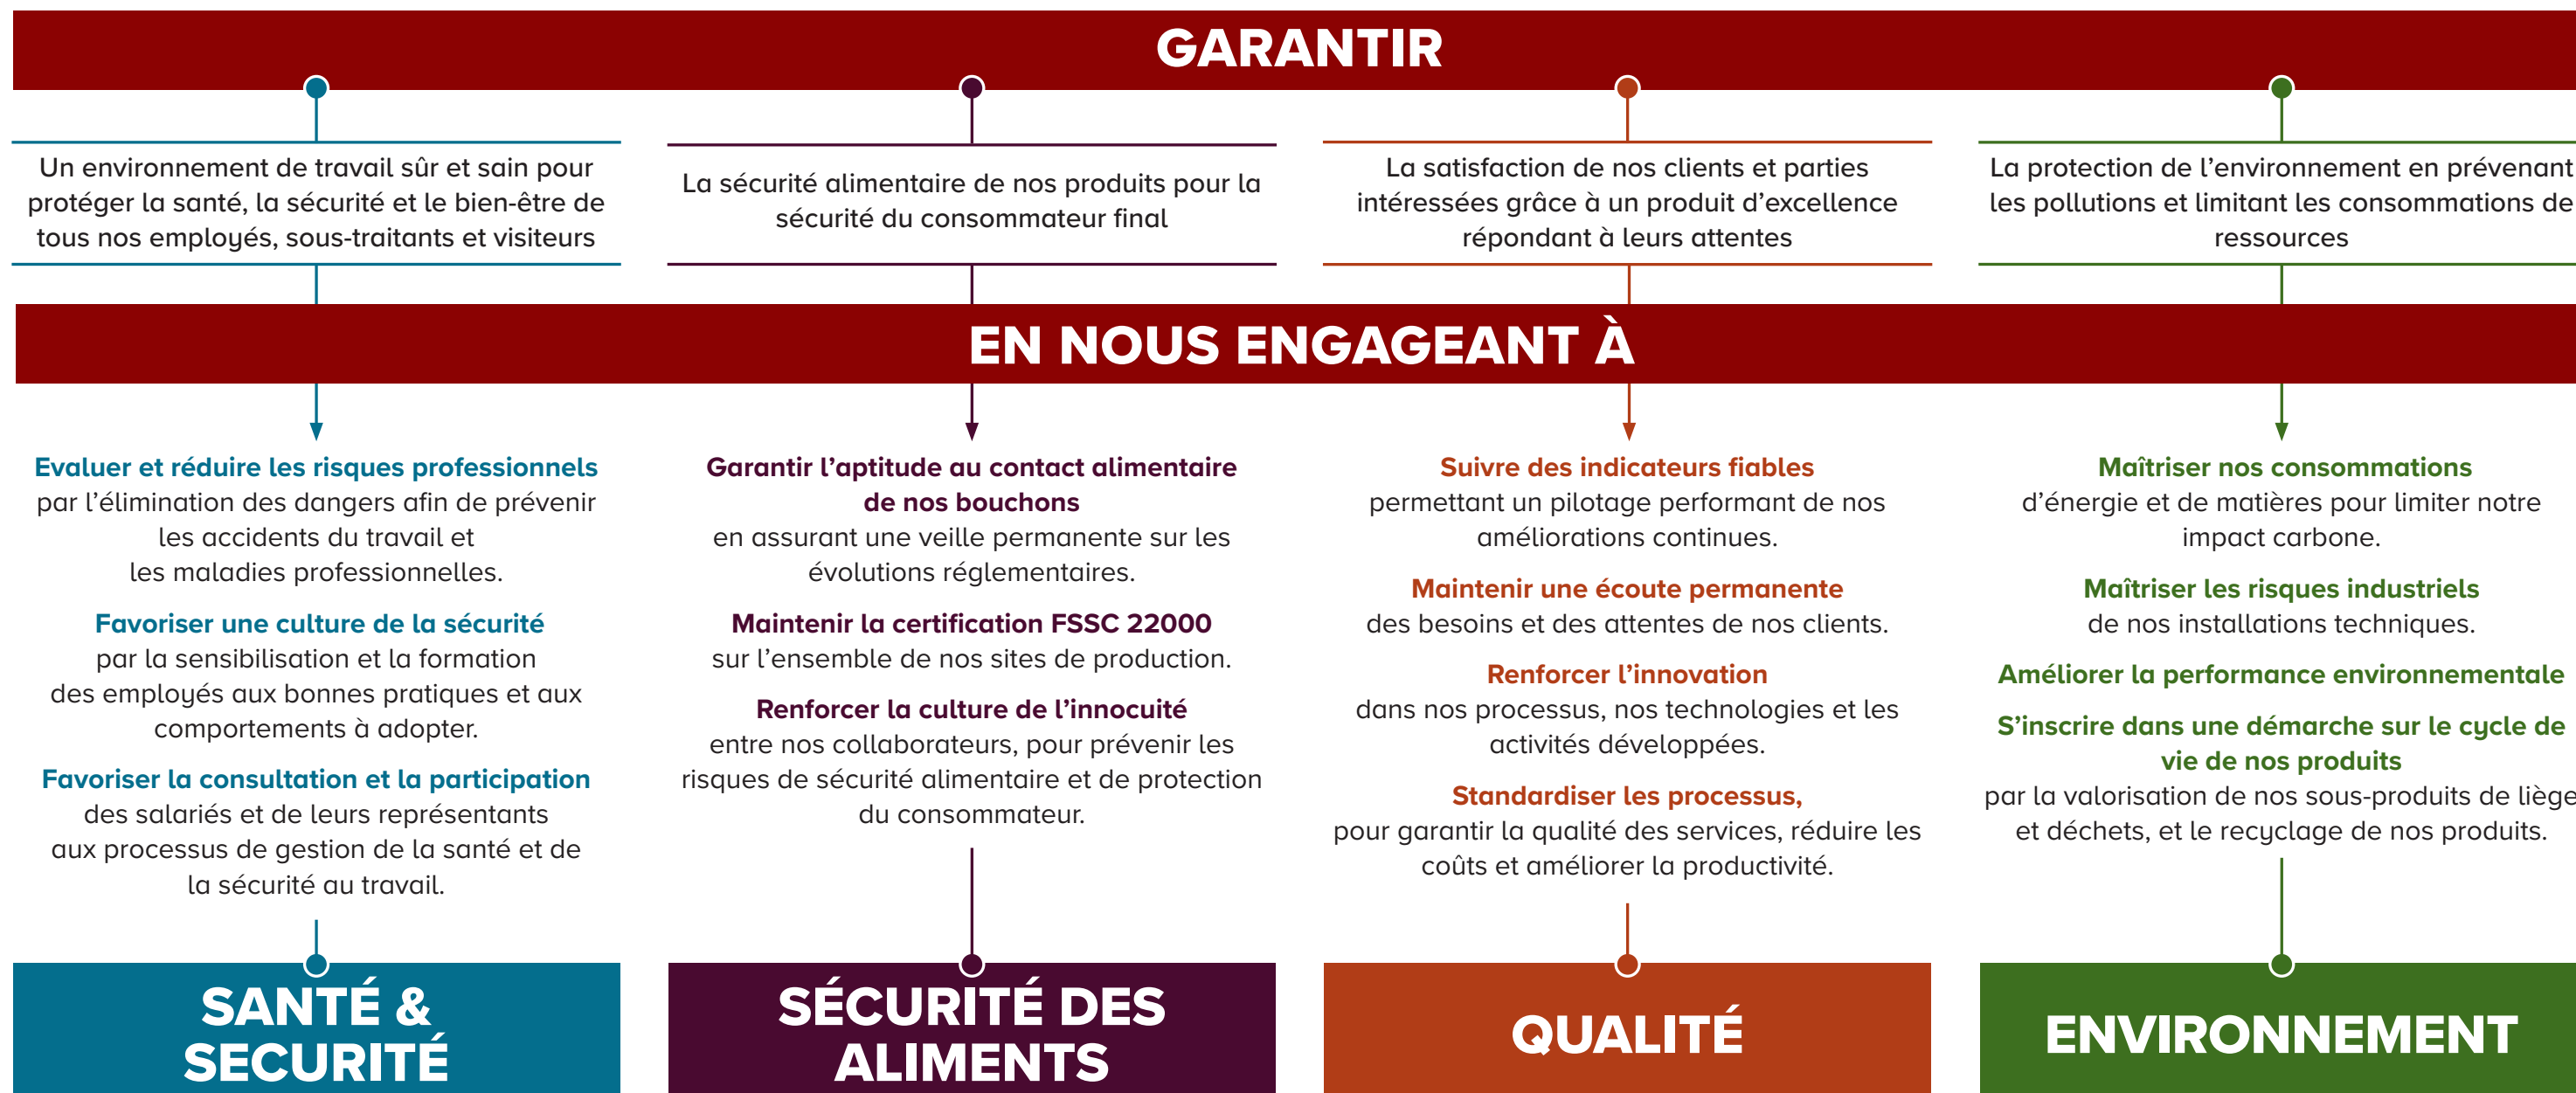 GARANTIR
Un environnement de travail sûr et sain pour
protéger la santé, la sécurité et le bien-être de
tous nos employés, sous-traitants et visiteurs
La sécurité alimentaire de nos produits pour la
sécurité du consommateur final
La satisfaction de nos clients et parties
intéressées grâce à un produit d’excellence
répondant à leurs attentes
La protection de l’environnement en prévenant
les pollutions et limitant les consommations de
ressources
EN NOUS ENGAGEANT À
Evaluer et réduire les risques professionnels
par l’élimination des dangers afin de prévenir
les accidents du travail et
les maladies professionnelles.
Favoriser une culture de la sécurité
par la sensibilisation et la formation
des employés aux bonnes pratiques et aux
comportements à adopter.
Favoriser la consultation et la participation
des salariés et de leurs représentants
aux processus de gestion de la santé et de
la sécurité au travail.
SANTÉ &
SECURITÉ
Garantir l’aptitude au contact alimentaire
de nos bouchons
en assurant une veille permanente sur les
évolutions réglementaires.
Maintenir la certification FSSC 22000
sur l’ensemble de nos sites de production.
Renforcer la culture de l’innocuité
entre nos collaborateurs, pour prévenir les
risques de sécurité alimentaire et de protection
du consommateur.
SÉCURITÉ DES
ALIMENTS
Suivre des indicateurs fiables
permettant un pilotage performant de nos
améliorations continues.
Maintenir une écoute permanente
des besoins et des attentes de nos clients.
Renforcer l’innovation
dans nos processus, nos technologies et les
activités développées.
Standardiser les processus,
pour garantir la qualité des services, réduire les
coûts et améliorer la productivité.
QUALITÉ
Maîtriser nos consommations
d’énergie et de matières pour limiter notre
impact carbone.
Maîtriser les risques industriels
de nos installations techniques.
Améliorer la performance environnementale
S’inscrire dans une démarche sur le cycle de
vie de nos produits
par la valorisation de nos sous-produits de liège
et déchets, et le recyclage de nos produits.
ENVIRONNEMENT